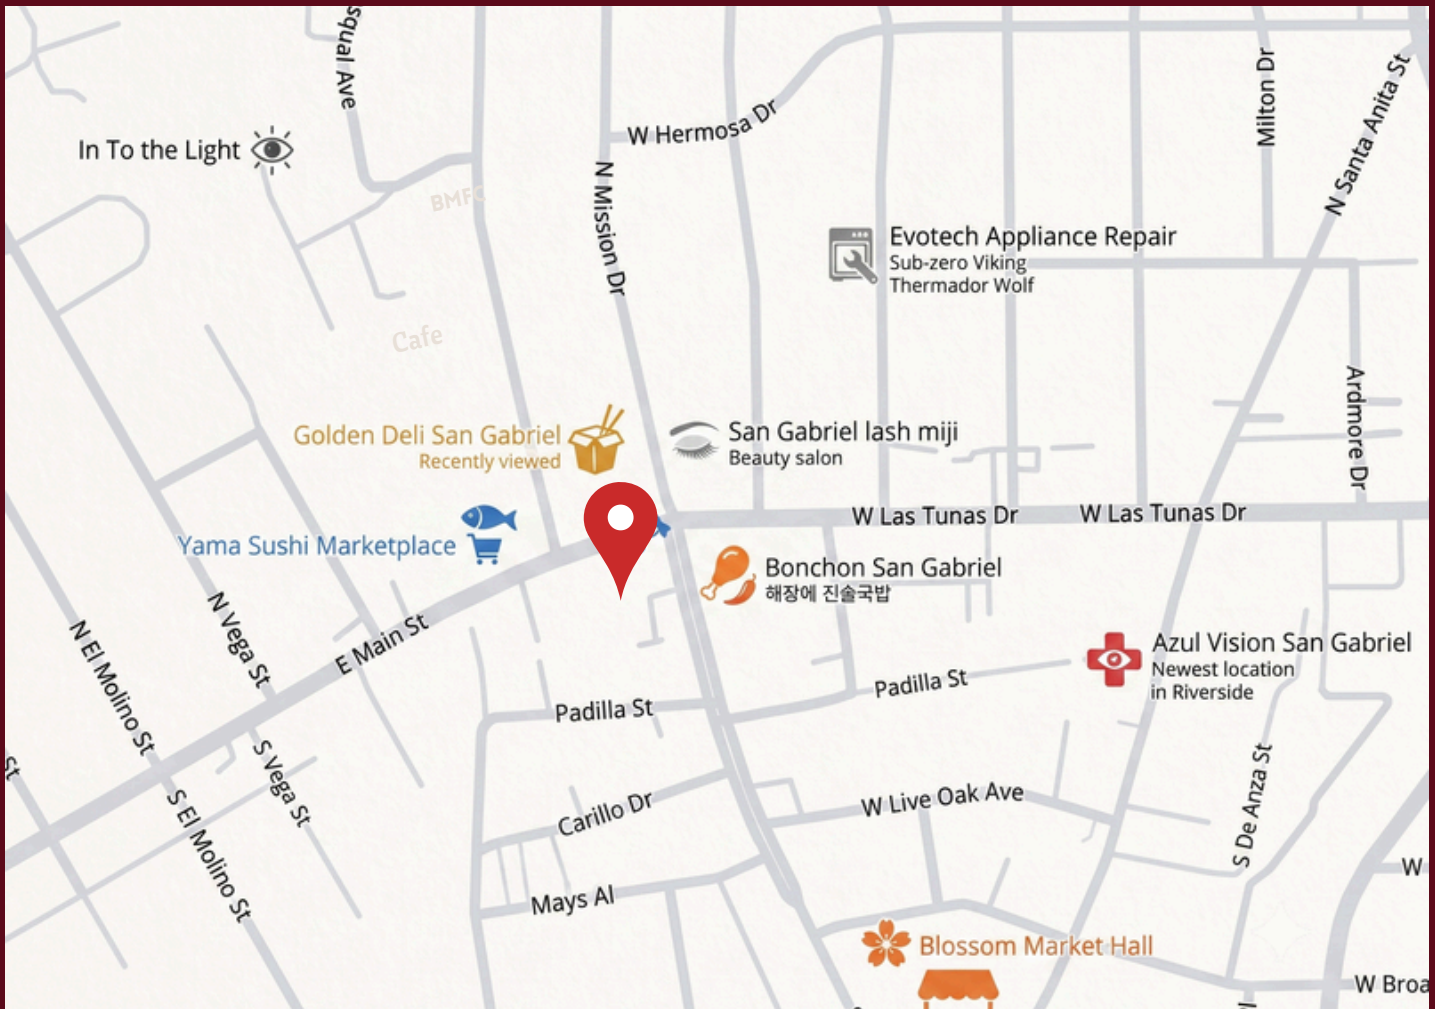 squal Ave
In To the Light
W Hermosa Dr
Milton Dr
N Santa Anita St
BMFC
N Mission Dr
Evotech Appliance Repair
Sub-zero Viking
Thermador Wolf
Cafe
Ardmore Dr
Golden Deli San Gabriel
Recently viewed
San Gabriel lash miji
Beauty salon
W Las Tunas Dr
W Las Tunas Dr
Yama Sushi Marketplace
Bonchon San Gabriel
해장에 진술국밥
N Vega St
N El Molino St
E Main St
Azul Vision San Gabriel
Newest location
in Riverside
Padilla St
Padilla St
St
S Vega St
S El Molino St
Carillo Dr
W Live Oak Ave
S De Anza St
W
Mays Al
Blossom Market Hall
W Broa